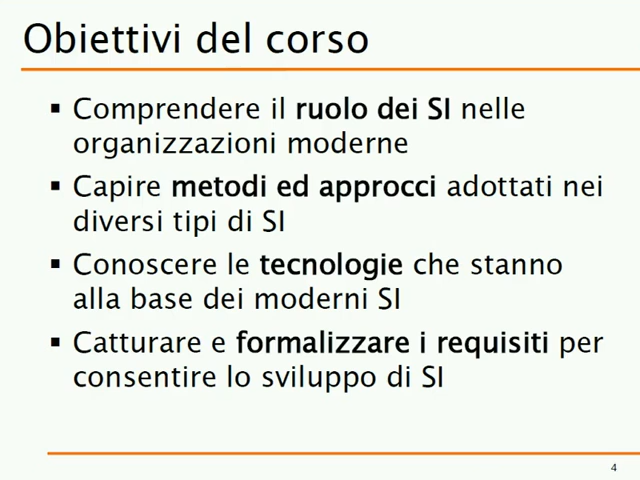 Obiettivi del corso
▪ Comprendere il ruolo dei SI nelle
organizzazioni moderne
▪ Capire metodi ed approcci adottati nei
diversi tipi di SI
▪ Conoscere le tecnologie che stanno
alla base dei moderni SI
▪ Catturare e formalizzare i requisiti per
consentire lo sviluppo di SI
4